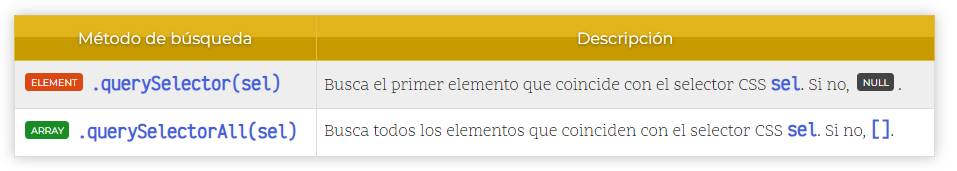 Método de búsqueda Descripción
ELEMENT .querySelector(sel) Busca el primer elemento que coincide con el selector CSS sel. Si no, NULL .
ARRAY .querySelectorAll(sel) Busca todos los elementos que coinciden con el selector CSS sel. Si no, [].